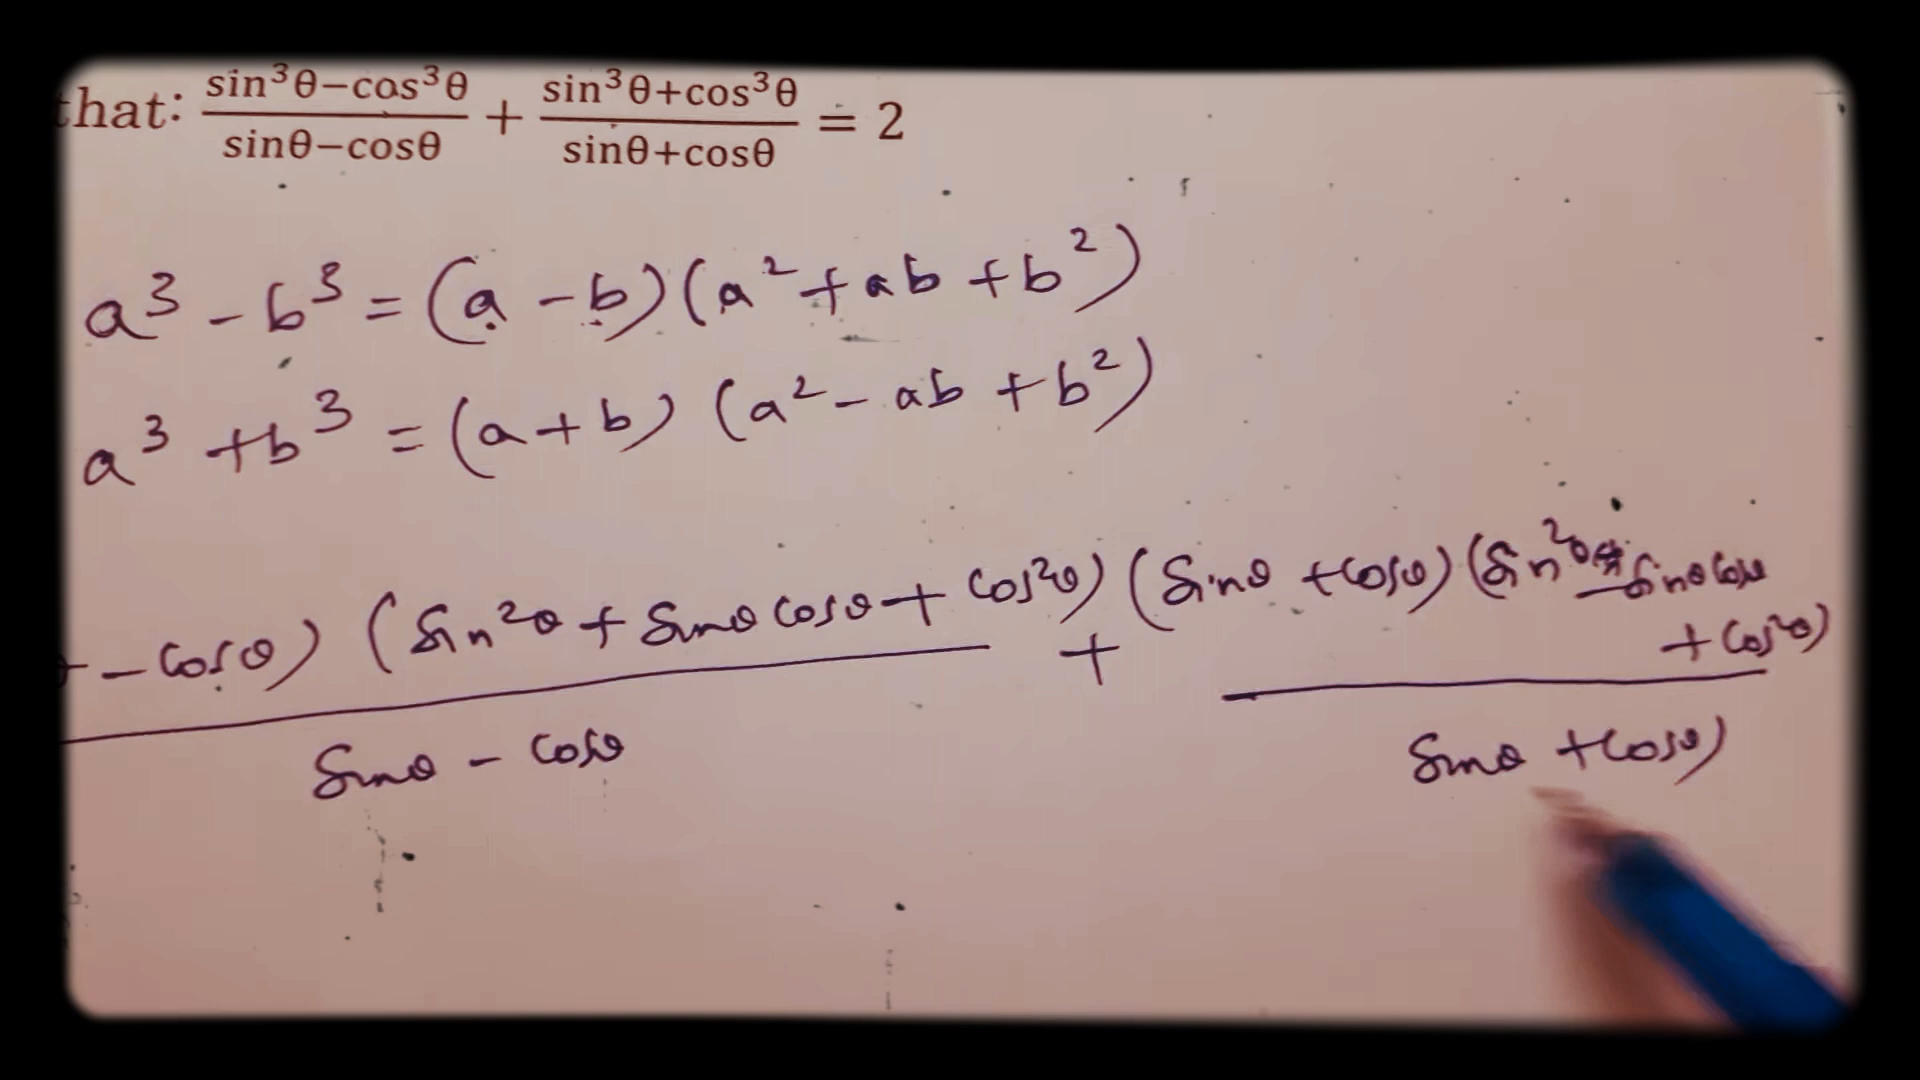 that: sin³θ−cos³θ/sinθ−cosθ + sin³θ+cos³θ/sinθ+cosθ = 2
a³ - b³ = (a - b)(a² + ab + b²)
a³ + b³ = (a + b) (a² - ab + b²)
- cosθ) (sin²θ + sinθ cosθ + cos²θ) + (sinθ + cosθ) (sin²θ - sinθ cosθ + cos²θ)
sinθ - cosθ sinθ + cosθ)